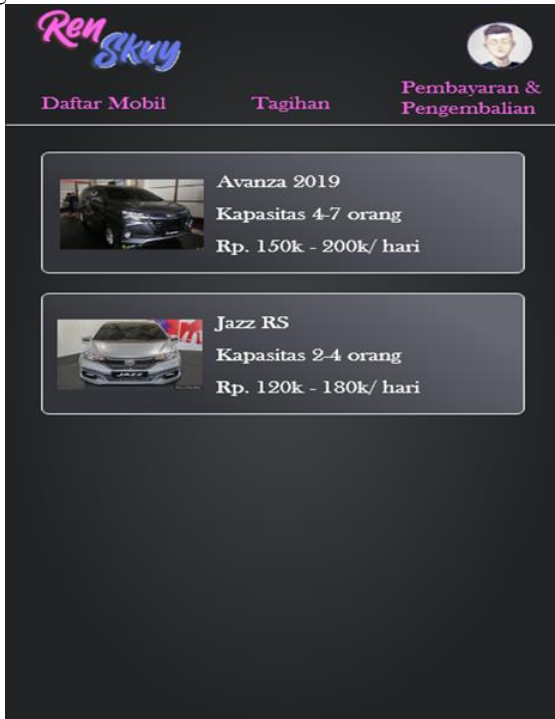 Ren
Skuy
Daftar Mobil
Tagihan
Pembayaran &
Pengembalian
Avanza 2019
Kapasitas 4-7 orang
Rp. 150k - 200k/ hari
JAZZ
Jazz RS
Kapasitas 2-4 orang
Rp. 120k - 180k/ hari